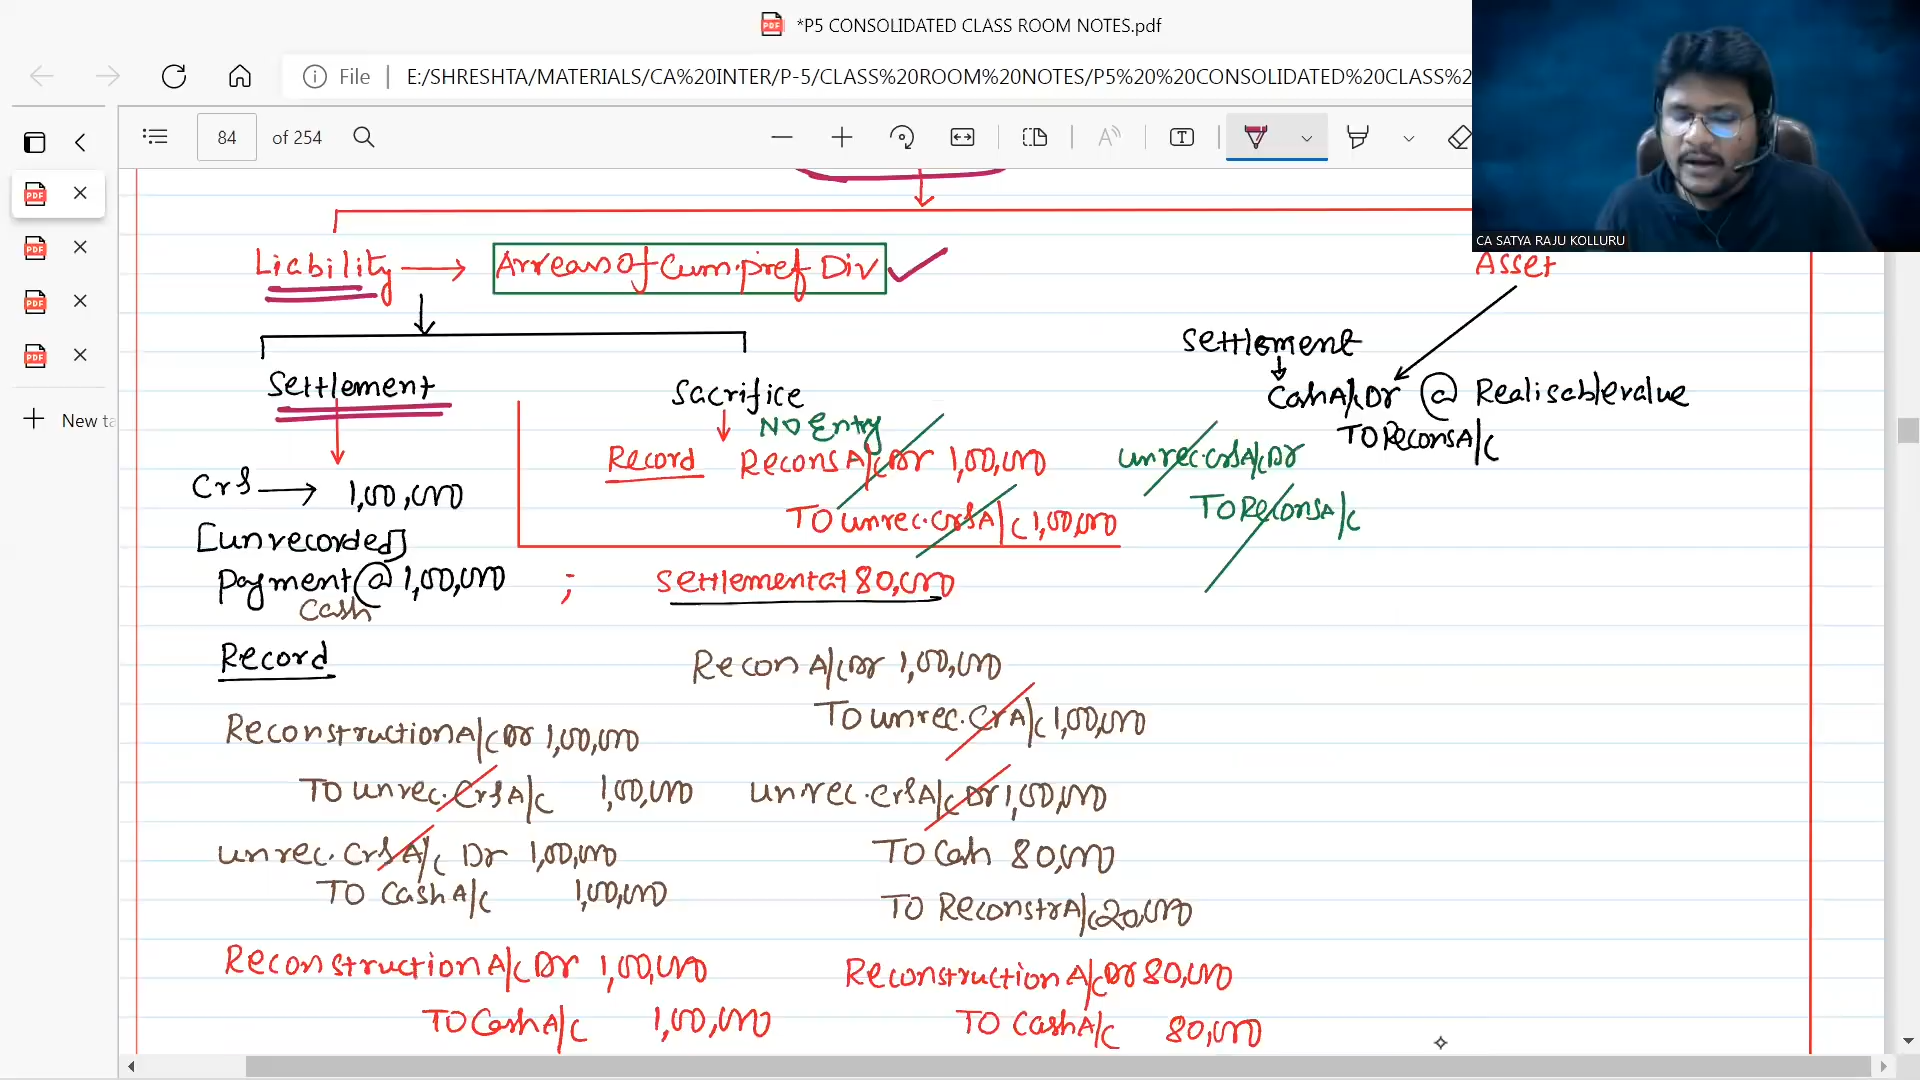 *P5 CONSOLIDATED CLASS ROOM NOTES.pdf
File E:/SHRESHTA/MATERIALS/CA%20INTER/P-5/CLASS%20ROOM%20NOTES/P5%20%20CONSOLIDATED%20CLASS%2
84 of 254
New ta
CA SATYA RAJU KOLLURU
Liability → Arrears Of Cum. pref Div
Asset
Settlement
Settlement
Sacrifice
Cash A/c Dr @ Realisable value
TO Recons A/c
NO Entry
Record Recons A/c Dr 1,00,000
unrec. crs A/c Dr
TO unrec. Crs A/c 1,00,000
TO Recons A/c
Crs → 1,00,000
[unrecorded]
payment @ 1,00,000 ; Settlement at 80,000
Cash
Record
Recon A/c Dr 1,00,000
TO unrec. Cr A/c 1,00,000
Reconstruction A/c Dr 1,00,000
TO unrec. Crs A/c 1,00,000
unrec. crs A/c Dr 1,00,000
unrec. Crs A/c Dr 1,00,000
TO Cash 80,000
TO Cash A/c 1,00,000
TO Reconstr A/c 20,000
Reconstruction A/c Dr 1,00,000
Reconstruction A/c Dr 80,000
TO Cash A/c 1,00,000
TO Cash A/c 80,000